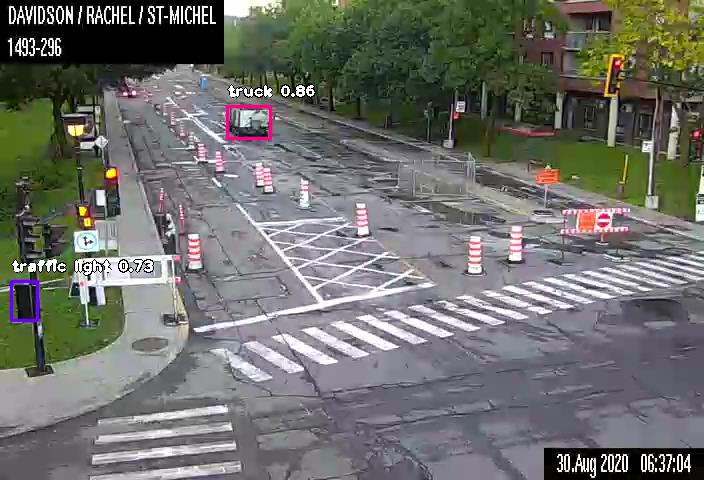 DAVIDSON / RACHEL / ST-MICHEL
1493-296
truck 0.86
traffic light 0.73
30.Aug 2020 06:37:04